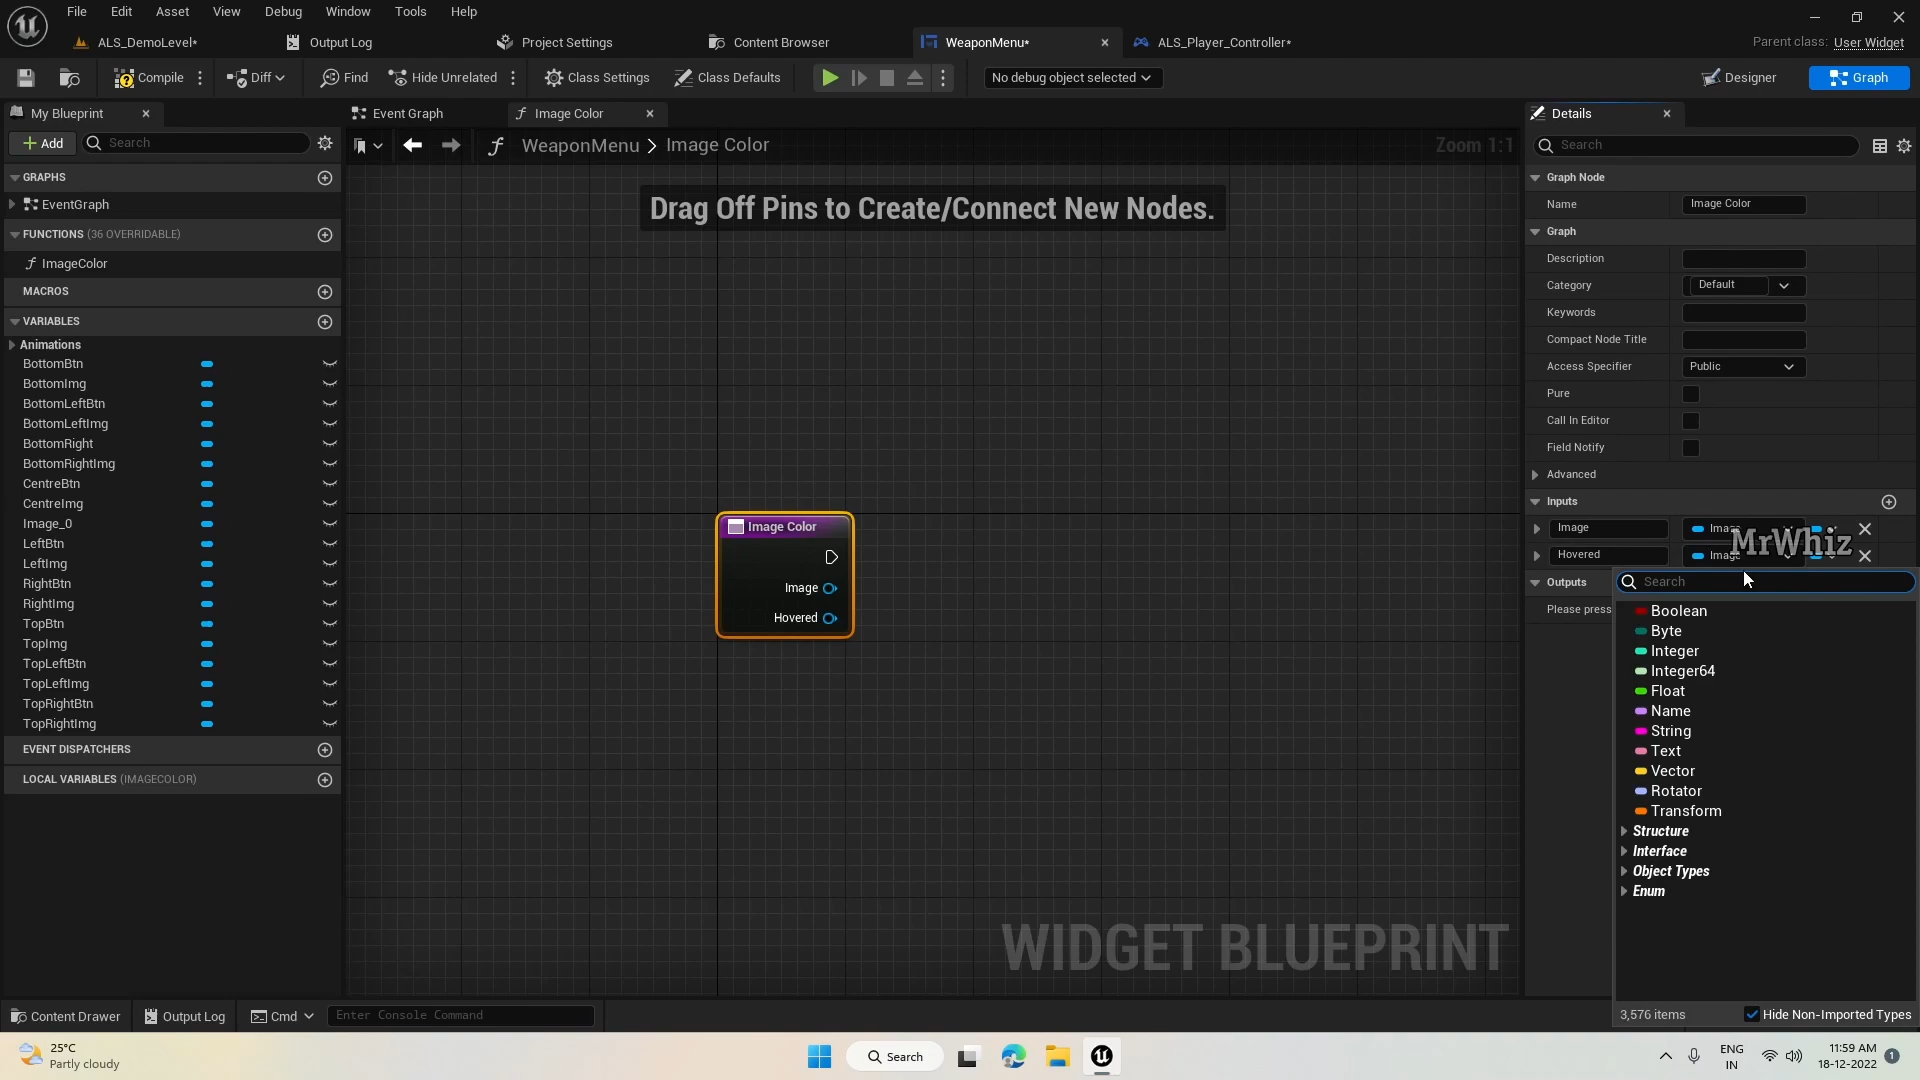 File Edit Asset View Debug Window Tools Help
ALS_DemoLevel* Output Log Project Settings Content Browser WeaponMenu* ALS_Player_Controller* Parent class: User Widget
Compile Diff Find Hide Unrelated Class Settings Class Defaults No debug object selected Designer Graph
My Blueprint Event Graph Image Color Details
Add Search WeaponMenu > Image Color Zoom 1:1 Search
GRAPHS
EventGraph
FUNCTIONS (36 OVERRIDABLE)
ImageColor
MACROS
VARIABLES
Animations
BottomBtn
BottomImg
BottomLeftBtn
BottomLeftImg
BottomRight
BottomRightImg
CentreBtn
CentreImg
Image_0
LeftBtn
LeftImg
RightBtn
RightImg
TopBtn
TopImg
TopLeftBtn
TopLeftImg
TopRightBtn
TopRightImg
EVENT DISPATCHERS
LOCAL VARIABLES (IMAGECOLOR)
Drag Off Pins to Create/Connect New Nodes.
Image Color
Image
Hovered
WIDGET BLUEPRINT
Graph Node
Name Image Color
Graph
Description
Category Default
Keywords
Compact Node Title
Access Specifier Public
Pure
Call In Editor
Field Notify
Advanced
Inputs
Image
Hovered
MrWhiz
Outputs Search
Please press
Boolean
Byte
Integer
Integer64
Float
Name
String
Text
Vector
Rotator
Transform
Structure
Interface
Object Types
Enum
3,576 items Hide Non-Imported Types
Content Drawer Output Log Cmd Enter Console Command
25°C
Partly cloudy
Search
ENG
IN
11:59 AM
18-12-2022
1